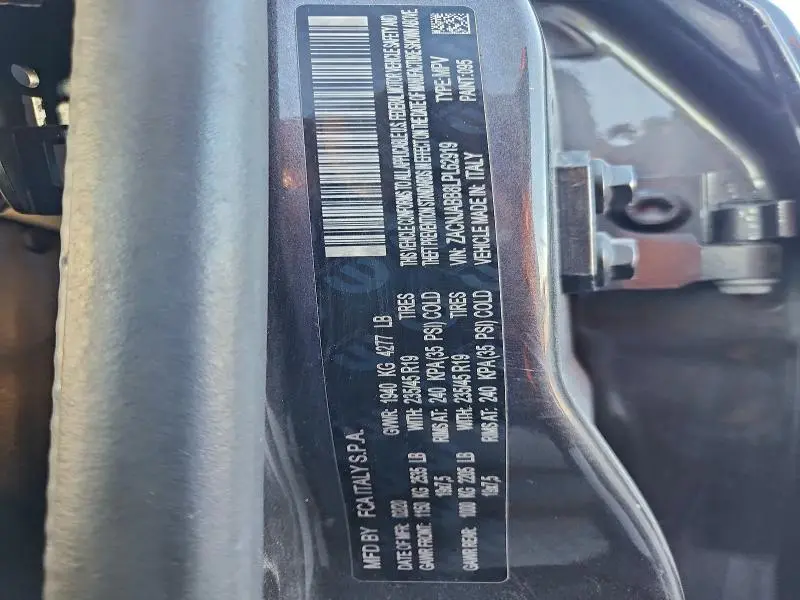 MFD BY FCA ITALY S.P.A.
DATE OF MFR: 02/20 GVWR: 1940 KG 4277 LB
GAWR FRONT: 1150 KG 2535 LB WITH: 235/45 R19 TIRES
19x7,5 RIMS AT: 240 KPA(35 PSI) COLD
GAWR REAR: 1000 KG 2205 LB WITH: 235/45 R19 TIRES
19x7,5 RIMS AT: 240 KPA(35 PSI) COLD
THIS VEHICLE CONFORMS TO ALL APPLICABLE U.S. FEDERAL MOTOR VEHICLE SAFETY AND
THEFT PREVENTION STANDARDS IN EFFECT ON THE DATE OF MANUFACTURE SHOWN ABOVE.
VIN: ZACNJABB8LPL62919 TYPE: MPV
VEHICLE MADE IN: ITALY PAINT: 095